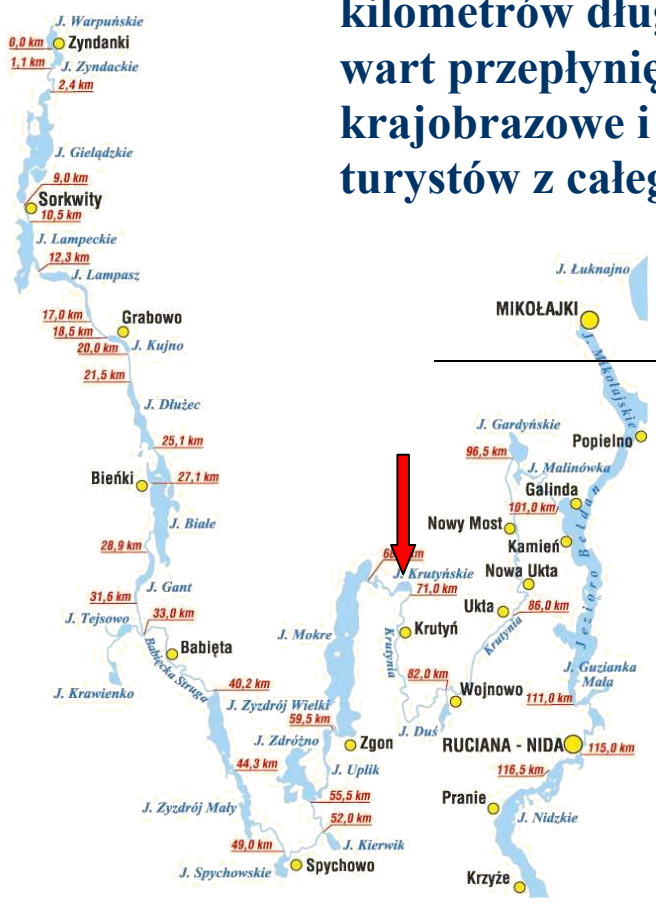 kilometrów dłu
wart przepłynię
krajobrazowe i
turystów z całe
J. Warpuńskie
0,0 km
Zyndanki
1,1 km
J. Zyndackie
2,4 km
J. Gielądzkie
9,0 km
Sorkwity
10,5 km
J. Lampeckie
12,3 km
J. Lampasz
17,0 km
Grabowo
18,5 km
20,0 km
J. Kujno
21,5 km
J. Dłużec
25,1 km
Bieńki
27,1 km
J. Białe
28,9 km
J. Gant
31,6 km
33,0 km
J. Tejsowo
Babięta
Babięcka Struga
J. Krawienko
40,2 km
J. Zyzdrój Wielki
59,5 km
J. Zdróżno
Zgon
44,3 km
J. Uplik
J. Zyzdrój Mały
55,5 km
52,0 km
49,0 km
J. Kierwik
J. Spychowskie
Spychowo
J. Mokre
km
J. Krutyńskie
71,0 km
Krutyń
Krutynia
82,0 km
J. Duś
Wojnowo
J. Łuknajno
MIKOŁAJKI
J. Mikołajskie
J. Gardyńskie
96,5 km
Popielno
J. Malinówka
Galinda
101,0 km
Nowy Most
Kamień
Nowa Ukta
Ukta
86,0 km
Krutynia
Jezioro Bełdan
J. Guzianka
Mała
111,0 km
RUCIANA - NIDA
115,0 km
116,5 km
Pranie
J. Nidzkie
Krzyże